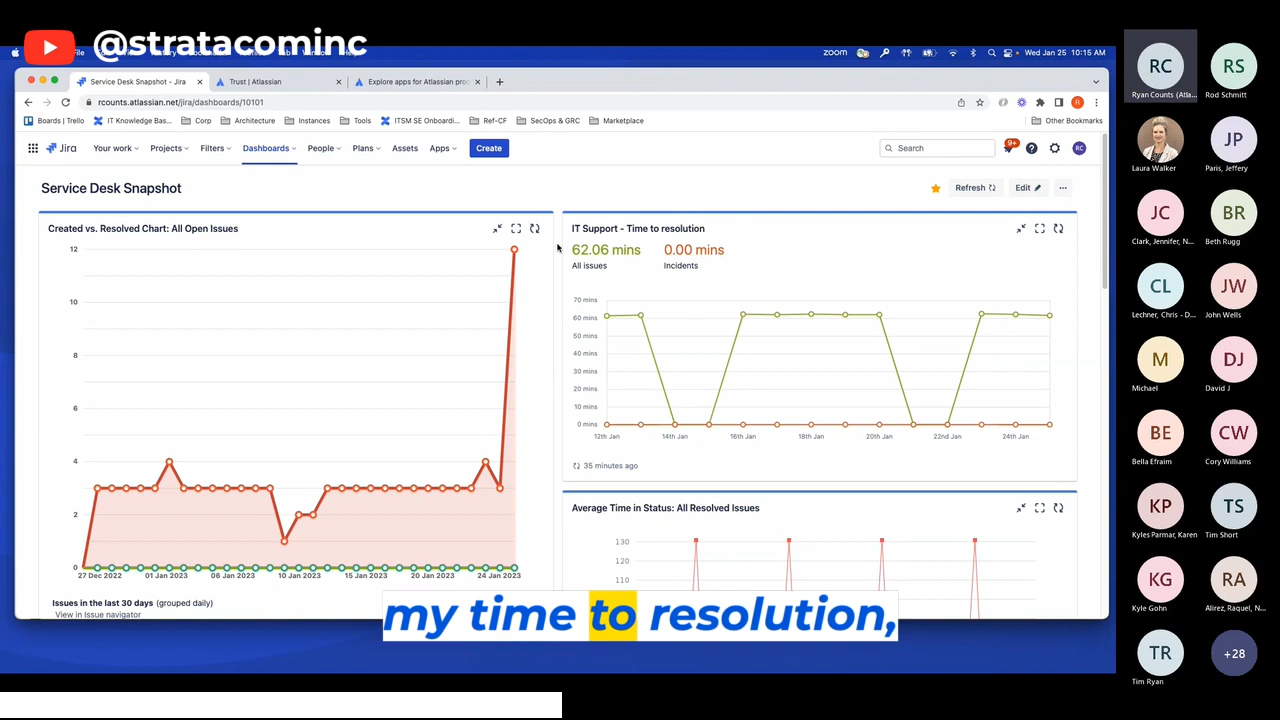 @stratacominc
File
zoom
Wed Jan 25 10:15 AM
Service Desk Snapshot - Jira
Trust | Atlassian
Explore apps for Atlassian pro
rcounts.atlassian.net/jira/dashboards/10101
Boards | Trello
IT Knowledge Bas...
Corp
Architecture
Instances
Tools
ITSM SE Onboardi...
Ref-CF
SecOps & GRC
Marketplace
Other Bookmarks
Jira
Your work
Projects
Filters
Dashboards
People
Plans
Assets
Apps
Create
Search
9+
RC
Service Desk Snapshot
Refresh
Edit
Created vs. Resolved Chart: All Open Issues
12
10
8
6
4
2
0
27 Dec 2022
01 Jan 2023
06 Jan 2023
10 Jan 2023
15 Jan 2023
20 Jan 2023
24 Jan 2023
Issues in the last 30 days (grouped daily)
View in Issue navigator
IT Support - Time to resolution
62.06 mins
0.00 mins
All issues
Incidents
70 mins
60 mins
50 mins
40 mins
30 mins
20 mins
10 mins
0 mins
12th Jan
14th Jan
16th Jan
18th Jan
20th Jan
22nd Jan
24th Jan
35 minutes ago
Average Time in Status: All Resolved Issues
130
120
110
my time to resolution,
RC
Ryan Counts (Atla...
RS
Rod Schmitt
Laura Walker
JP
Paris, Jeffery
JC
Clark, Jennifer, N...
BR
Beth Rugg
CL
Lechner, Chris - D...
JW
John Wells
M
Michael
DJ
David J
BE
Bella Efraim
CW
Cory Williams
KP
Kyles Parmar, Karen
TS
Tim Short
KG
Kyle Gohn
RA
Alirez, Raquel, N...
TR
Tim Ryan
+28